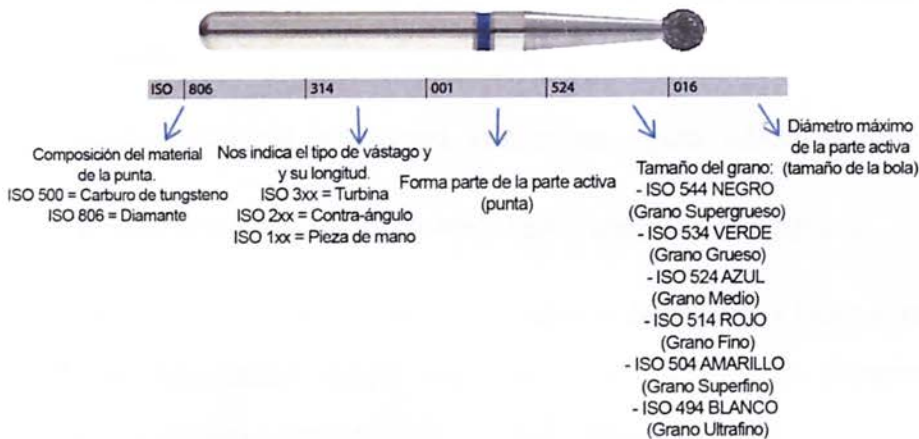 ISO 806 314 001 524 016
Composición del material
de la punta.
ISO 500 = Carburo de tungsteno
ISO 806 = Diamante
Nos indica el tipo de vástago y
y su longitud.
ISO 3xx = Turbina
ISO 2xx = Contra-ángulo
ISO 1xx = Pieza de mano
Forma parte de la parte activa
(punta)
Tamaño del grano:
- ISO 544 NEGRO
(Grano Supergrueso)
- ISO 534 VERDE
(Grano Grueso)
- ISO 524 AZUL
(Grano Medio)
- ISO 514 ROJO
(Grano Fino)
- ISO 504 AMARILLO
(Grano Superfino)
- ISO 494 BLANCO
(Grano Ultrafino)
Diámetro máximo
de la parte activa
(tamaño de la bola)